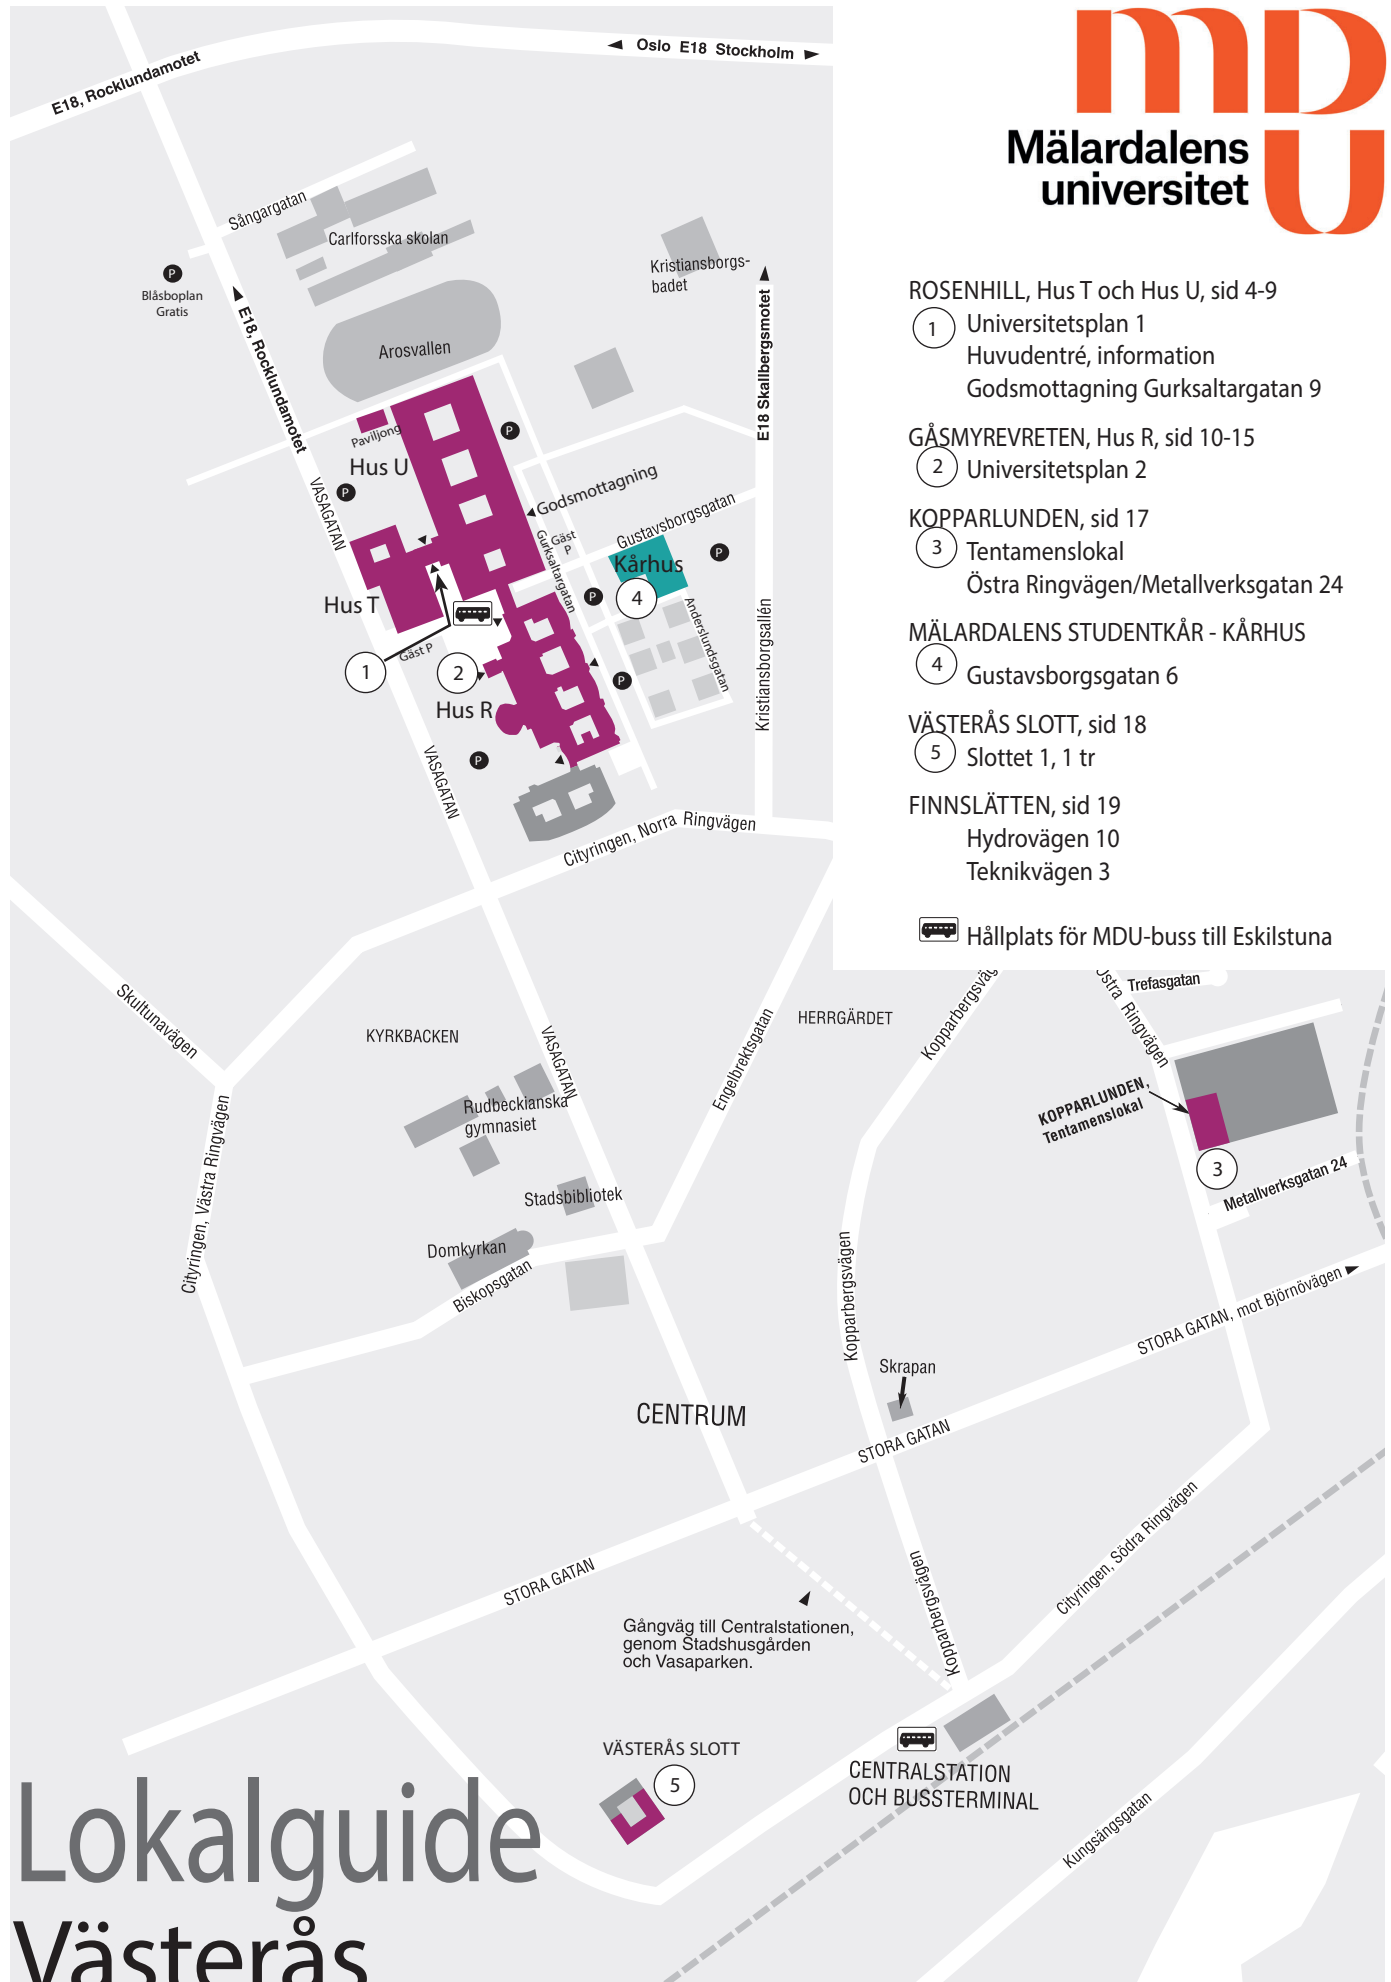 E18, Rocklundamotet
Oslo E18 Stockholm
Mälardalens
universitet
ROSENHILL, Hus T och Hus U, sid 4-9
1 Universitetsplan 1
Huvudentré, information
Godsmottagning Gurksaltargatan 9
GÅSMYREVRETEN, Hus R, sid 10-15
2 Universitetsplan 2
KOPPARLUNDEN, sid 17
3 Tentamenslokal
Östra Ringvägen/Metallverksgatan 24
MÄLARDALENS STUDENTKÅR - KÅRHUS
4 Gustavsborgsgatan 6
VÄSTERÅS SLOTT, sid 18
5 Slottet 1, 1 tr
FINNSLÄTTEN, sid 19
Hydrovägen 10
Teknikvägen 3
Hållplats för MDU-buss till Eskilstuna
Sångargatan
Carlforsska skolan
P
Blåsboplan
Gratis
Kristiansborgs-
badet
E18, Rocklundamotet
E18 Skallbergsmotet
Arosvallen
Paviljong
P
Hus U
P
VASAGATAN
Godsmottagning
Gustavsborgsgatan
Gäst
P
Gurksaltargatan
Kårhus
P
4
P
Hus T
Anderslundsgatan
Gäst P
1
2
P
Kristiansborgsallén
Hus R
P
VASAGATAN
Cityringen, Norra Ringvägen
Skultunavägen
KYRKBACKEN
VASAGATAN
Engelbrektsgatan
HERRGÄRDET
Kopparbergsväg
Östra Ringvägen
Trefasgatan
KOPPARLUNDEN,
Tentamenslokal
3
Metallverksgatan 24
Rudbeckianska
gymnasiet
Cityringen, Västra Ringvägen
Stadsbibliotek
Domkyrkan
Biskopsgatan
Kopparbergsvägen
STORA GATAN, mot Björnövägen
Skrapan
CENTRUM
STORA GATAN
STORA GATAN
Kopparbergsvägen
Cityringen, Södra Ringvägen
Gångväg till Centralstationen,
genom Stadshusgården
och Vasaparken.
VÄSTERÅS SLOTT
5
CENTRALSTATION
OCH BUSSTERMINAL
Kungsängsgatan
Lokalguide
Västerås